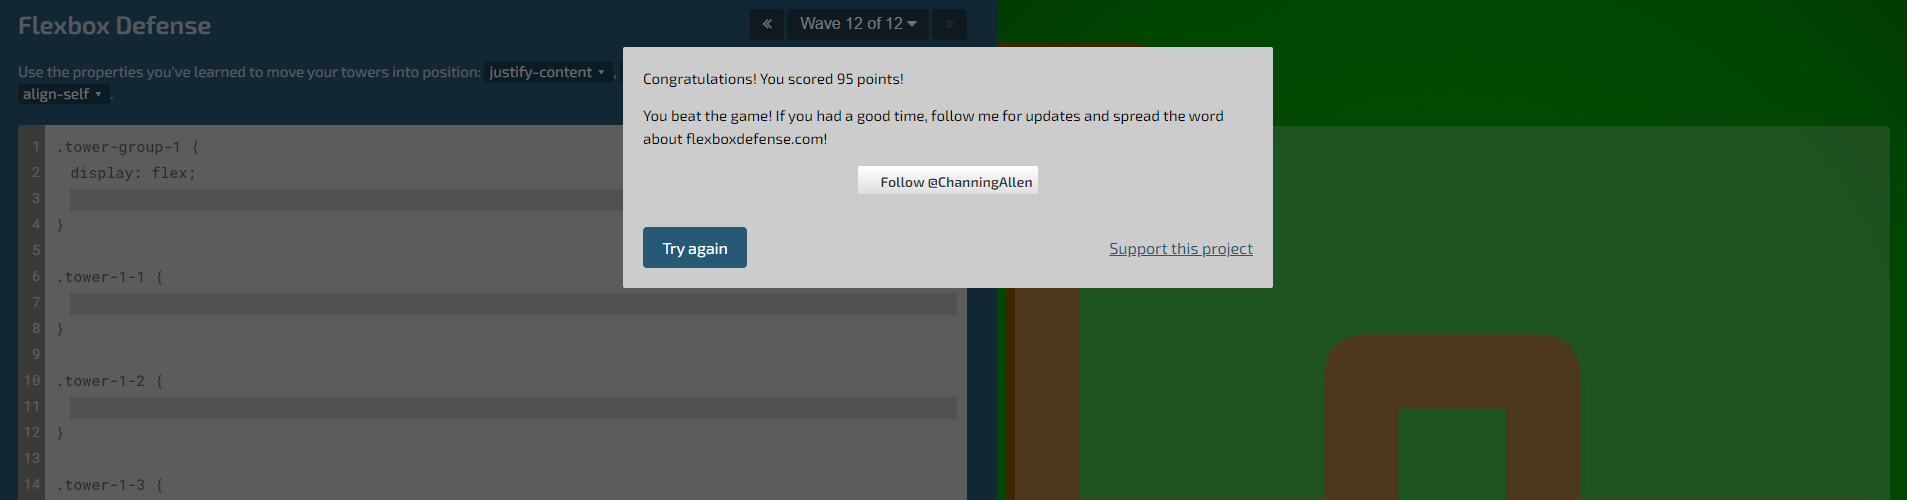 Flexbox Defense
«
Wave 12 of 12
»
Use the properties you've learned to move your towers into position: justify-content ,
align-self .
Congratulations! You scored 95 points!
You beat the game! If you had a good time, follow me for updates and spread the word
about flexboxdefense.com!
Follow @ChanningAllen
Try again
Support this project
1 .tower-group-1 {
2 display: flex;
3
4 }
5
6 .tower-1-1 {
7
8 }
9
10 .tower-1-2 {
11
12 }
13
14 .tower-1-3 {